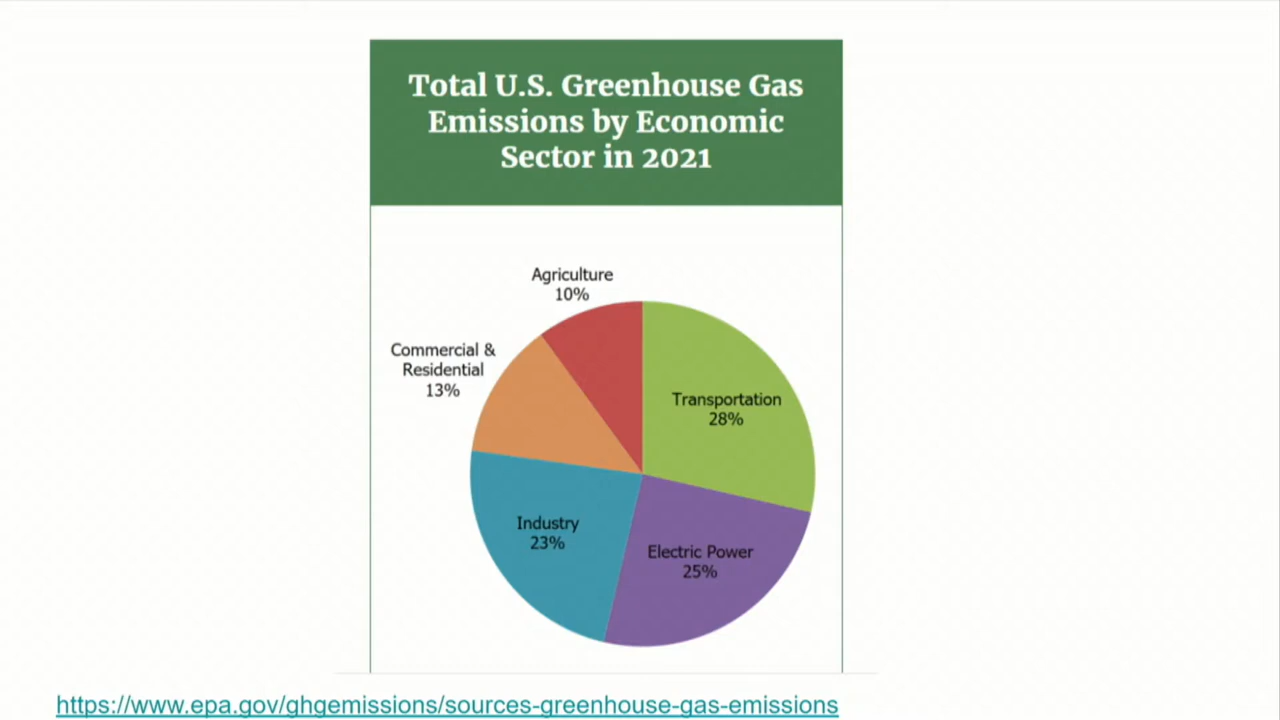 Total U.S. Greenhouse Gas
Emissions by Economic
Sector in 2021
Agriculture
10%
Commercial &
Residential
13%
Transportation
28%
Industry
23%
Electric Power
25%
https://www.epa.gov/ghgemissions/sources-greenhouse-gas-emissions